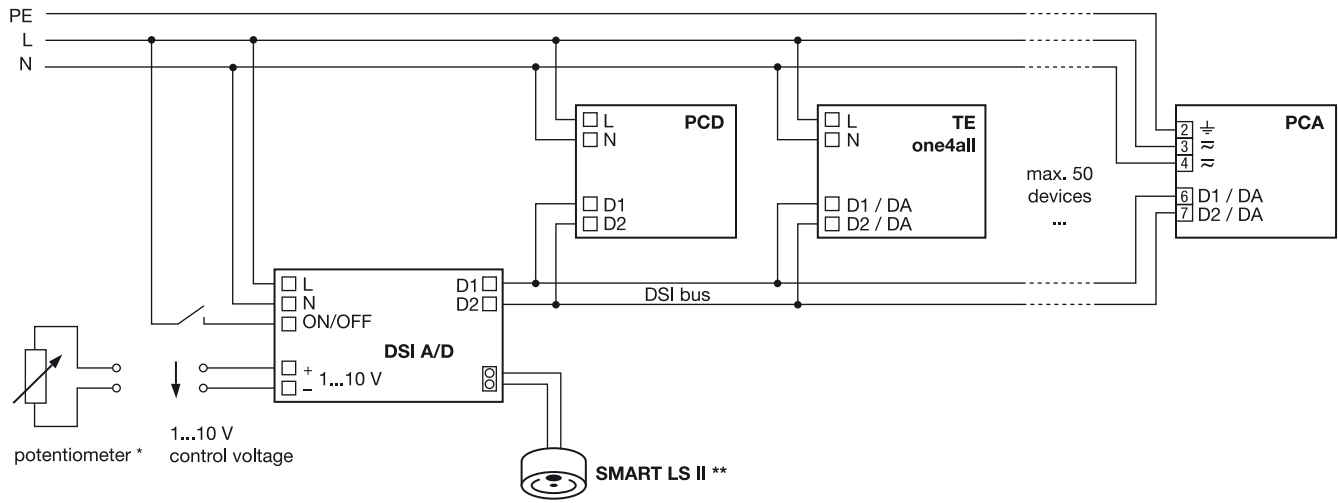 PE
L
N
L
N
PCD
D1
D2
L
N
TE
one4all
D1 / DA
D2 / DA
max. 50
devices
...
PCA
2
3
4
6 D1 / DA
7 D2 / DA
L
N
ON/OFF
D1
D2
DSI bus
DSI A/D
+
1...10 V
–
potentiometer *
1...10 V
control voltage
SMART LS II **